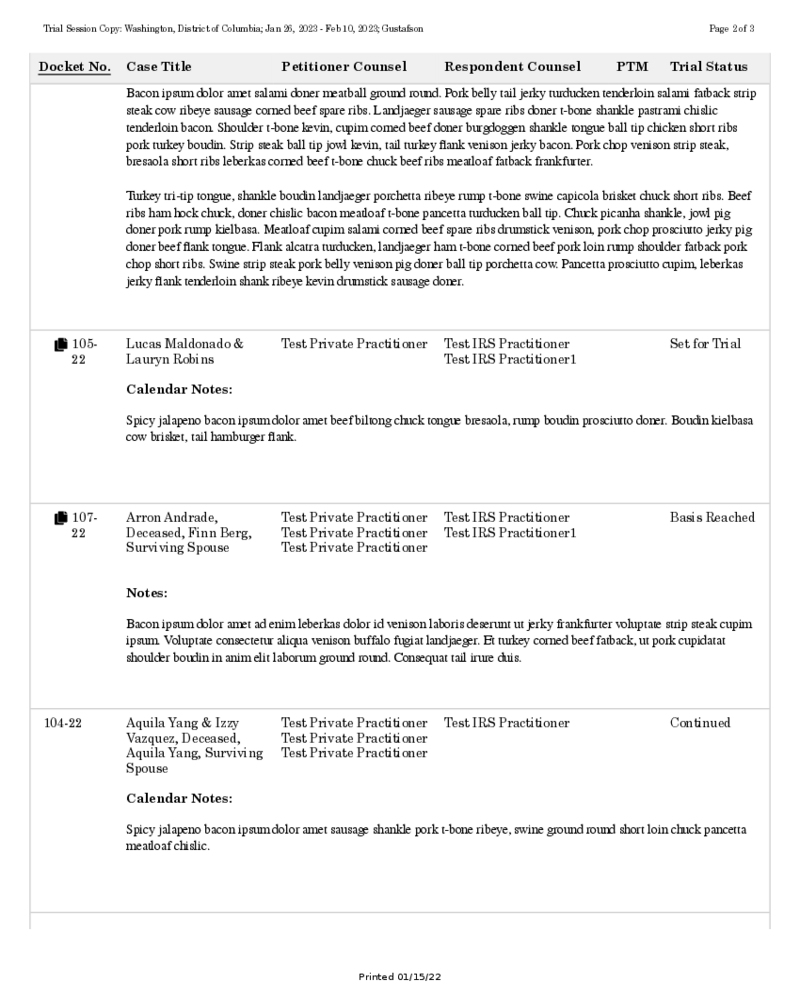 Trial Session Copy: Washington, District of Columbia; Jan 26, 2023 - Feb 10, 2023; Gustafson
Page 2 of 3
Docket No. Case Title Petitioner Counsel Respondent Counsel PTM Trial Status
Bacon ipsum dolor amet salami doner meatball ground round. Pork belly tail jerky turducken tenderloin salami fatback strip
steak cow ribeye sausage corned beef spare ribs. Landjaeger sausage spare ribs doner t-bone shankle pastrami chislic
tenderloin bacon. Shoulder t-bone kevin, cupim corned beef doner burgdoggen shankle tongue ball tip chicken short ribs
pork turkey boudin. Strip steak ball tip jowl kevin, tail turkey flank venison jerky bacon. Pork chop venison strip steak,
bresaola short ribs leberkas corned beef t-bone chuck beef ribs meatloaf fatback frankfurter.
Turkey tri-tip tongue, shankle boudin landjaeger porchetta ribeye rump t-bone swine capicola brisket chuck short ribs. Beef
ribs ham hock chuck, doner chislic bacon meatloaf t-bone pancetta turducken ball tip. Chuck picanha shankle, jowl pig
doner pork rump kielbasa. Meatloaf cupim salami corned beef spare ribs drumstick venison, pork chop prosciutto jerky pig
doner beef flank tongue. Flank alcatra turducken, landjaeger ham t-bone corned beef pork loin rump shoulder fatback pork
chop short ribs. Swine strip steak pork belly venison pig doner ball tip porchetta cow. Pancetta prosciutto cupim, leberkas
jerky flank tenderloin shank ribeye kevin drumstick sausage doner.
105- Lucas Maldonado & Test Private Practitioner Test IRS Practitioner Set for Trial
22 Lauryn Robins Test IRS Practitioner1
Calendar Notes:
Spicy jalapeno bacon ipsum dolor amet beef biltong chuck tongue bresaola, rump boudin prosciutto doner. Boudin kielbasa
cow brisket, tail hamburger flank.
107- Arron Andrade, Test Private Practitioner Test IRS Practitioner Basis Reached
22 Deceased, Finn Berg, Test Private Practitioner Test IRS Practitioner1
Surviving Spouse Test Private Practitioner
Notes:
Bacon ipsum dolor amet ad enim leberkas dolor id venison laboris deserunt ut jerky frankfurter voluptate strip steak cupim
ipsum. Voluptate consectetur aliqua venison buffalo fugiat landjaeger. Et turkey corned beef fatback, ut pork cupidatat
shoulder boudin in anim elit laborum ground round. Consequat tail irure duis.
104-22 Aquila Yang & Izzy Test Private Practitioner Test IRS Practitioner Continued
Vazquez, Deceased, Test Private Practitioner
Aquila Yang, Surviving Test Private Practitioner
Spouse
Calendar Notes:
Spicy jalapeno bacon ipsum dolor amet sausage shankle pork t-bone ribeye, swine ground round short loin chuck pancetta
meatloaf chislic.
Printed 01/15/22